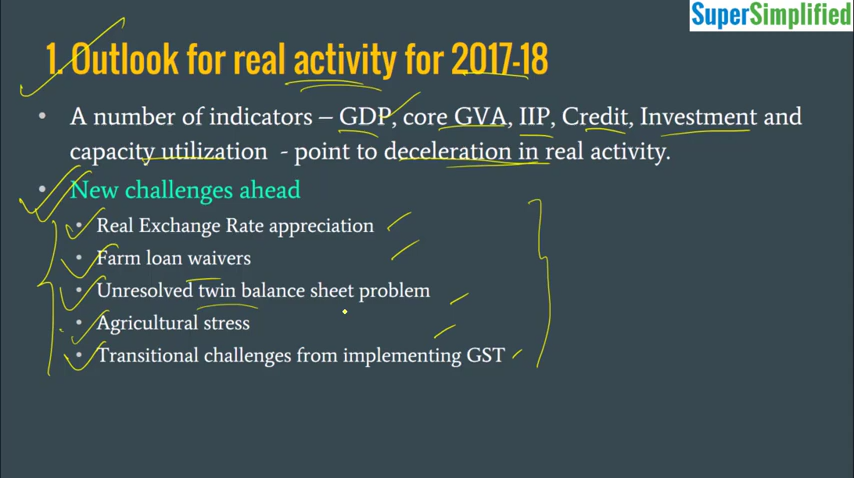 SuperSimplified
1. Outlook for real activity for 2017-18
• A number of indicators – GDP, core GVA, IIP, Credit, Investment and
capacity utilization - point to deceleration in real activity.
• New challenges ahead
• Real Exchange Rate appreciation
• Farm loan waivers
• Unresolved twin balance sheet problem
• Agricultural stress
• Transitional challenges from implementing GST